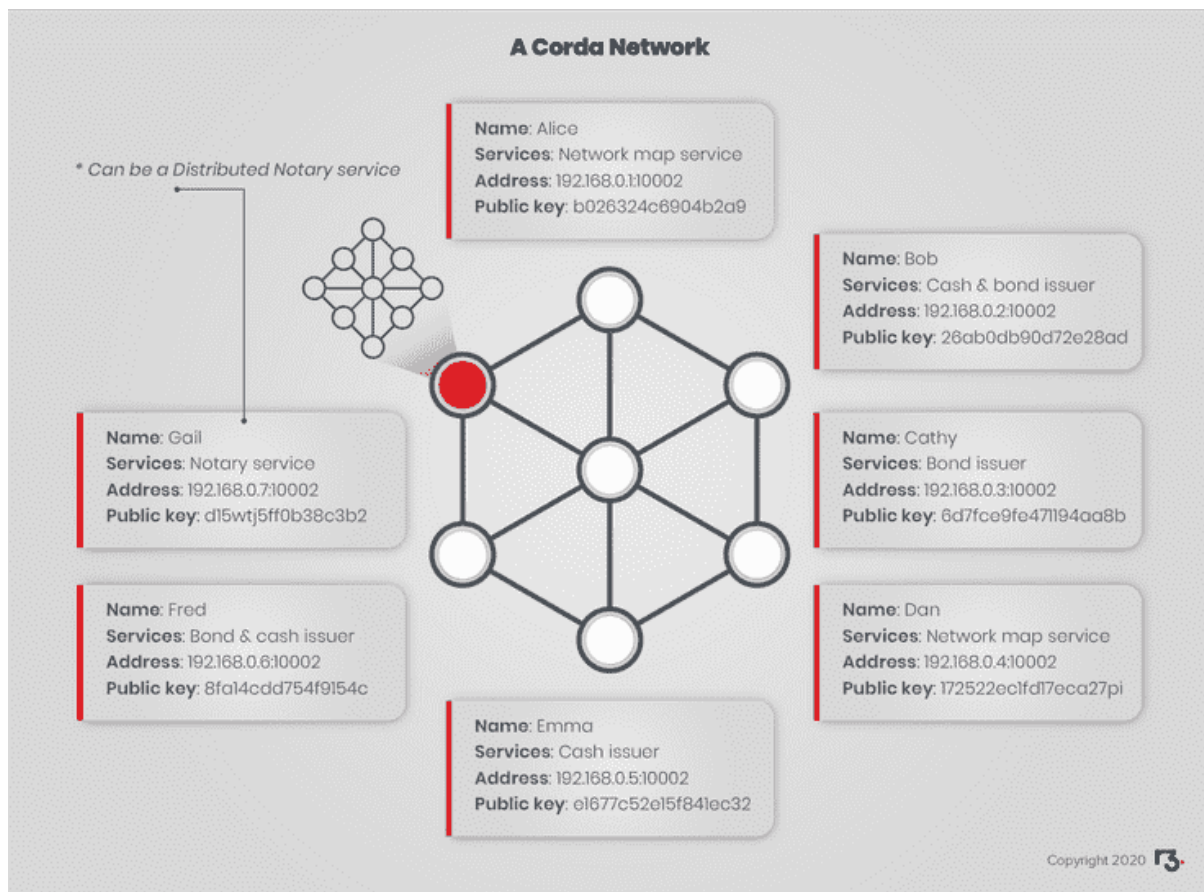 A Corda Network
Name: Alice
Services: Network map service
Address: 192.168.0.1:10002
Public key: b026324c6904b2a9
* Can be a Distributed Notary service
Name: Bob
Services: Cash & bond issuer
Address: 192.168.0.2:10002
Public key: 26ab0db90d72e28ad
Name: Gail
Services: Notary service
Address: 192.168.0.7:10002
Public key: d15wtj5ff0b38c3b2
Name: Cathy
Services: Bond issuer
Address: 192.168.0.3:10002
Public key: 6d7fce9fe471194aa8b
Name: Fred
Services: Bond & cash issuer
Address: 192.168.0.6:10002
Public key: 8fa14cdd754f9154c
Name: Dan
Services: Network map service
Address: 192.168.0.4:10002
Public key: 172522ec1fd17eca27pi
Name: Emma
Services: Cash issuer
Address: 192.168.0.5:10002
Public key: e1677c52e15f841ec32
Copyright 2020 r3.